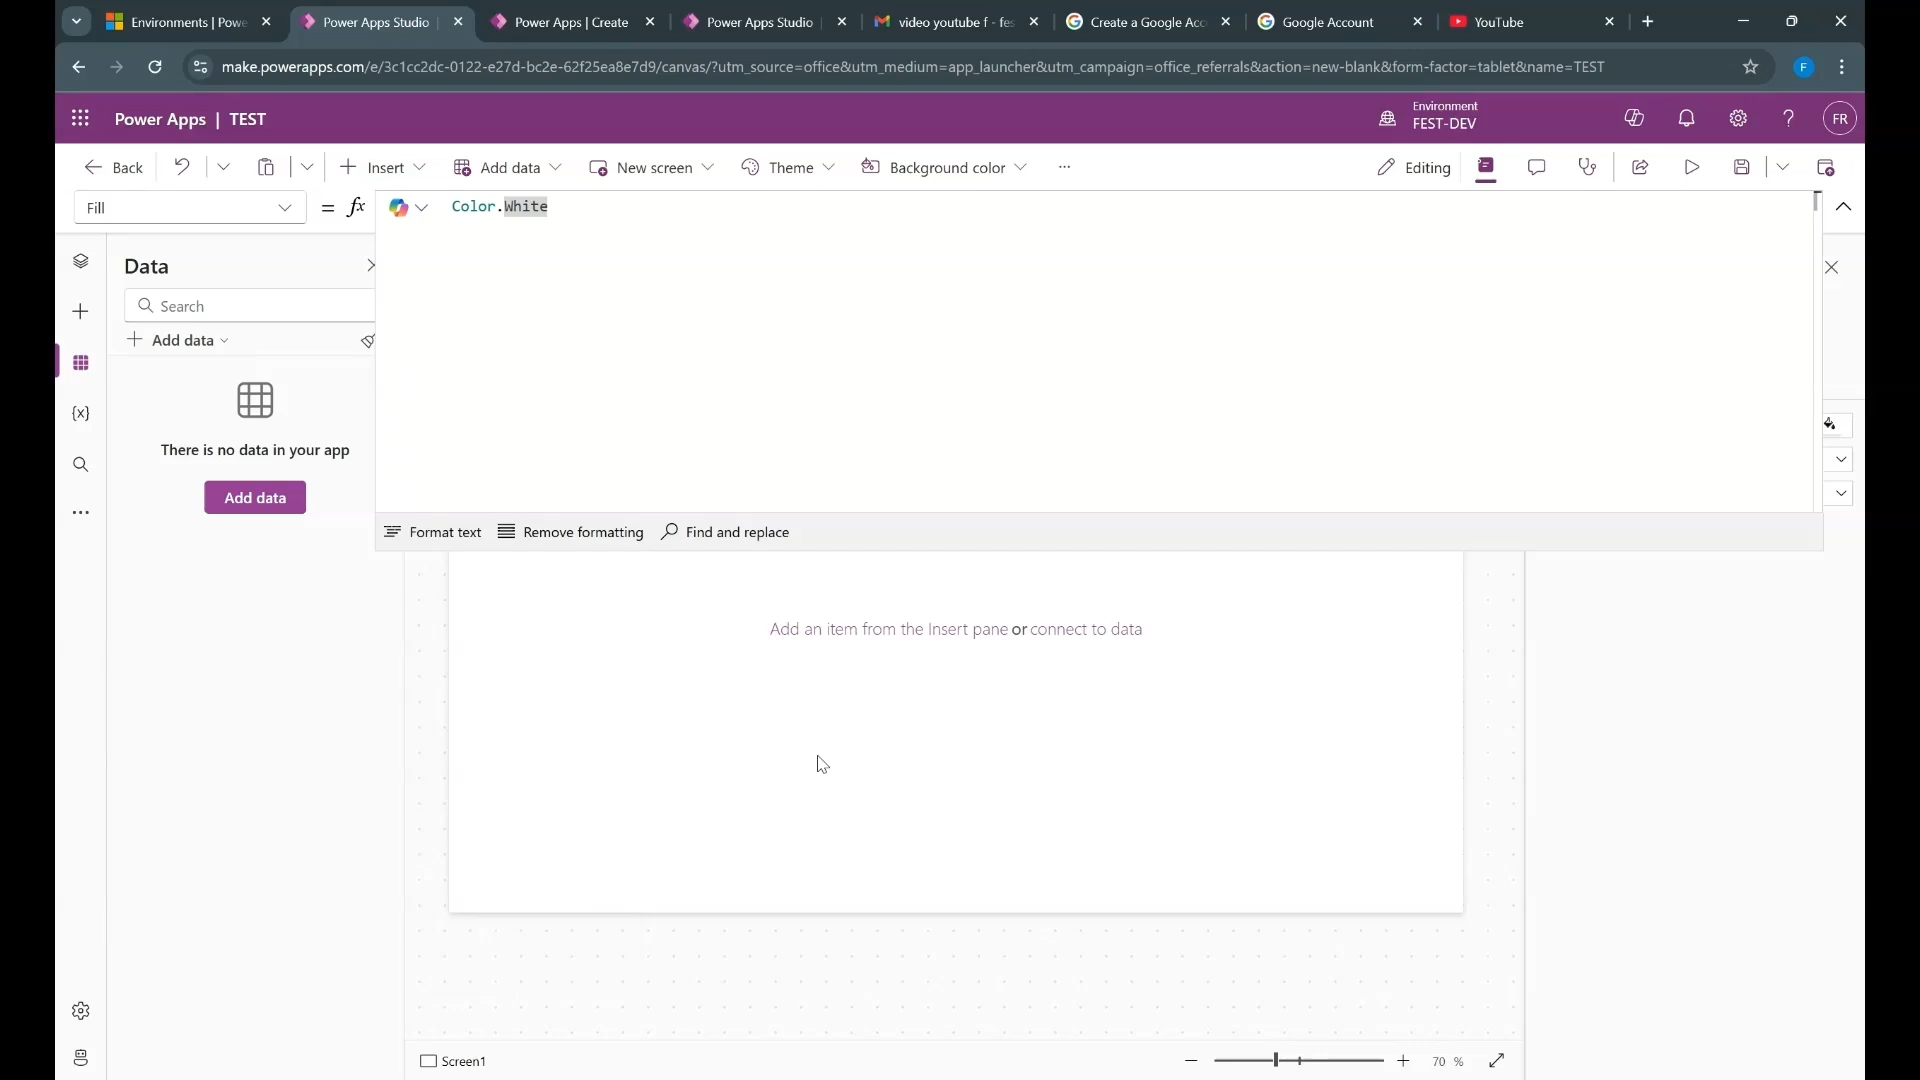 Environments | Powe
Power Apps Studio
Power Apps | Create
Power Apps Studio
video youtube f - fes
Create a Google Acc
Google Account
YouTube
make.powerapps.com/e/3c1cc2dc-0122-e27d-bc2e-62f25ea8e7d9/canvas/?utm_source=office&utm_medium=app_launcher&utm_campaign=office_referrals&action=new-blank&form-factor=tablet&name=TEST
F
Power Apps | TEST
Environment
FEST-DEV
FR
Back
Insert
Add data
New screen
Theme
Background color
...
Editing
Fill
= fx
Color.White
Data
Search
Add data
There is no data in your app
Add data
{x}
Format text
Remove formatting
Find and replace
Add an item from the Insert pane or connect to data
Screen1
70 %